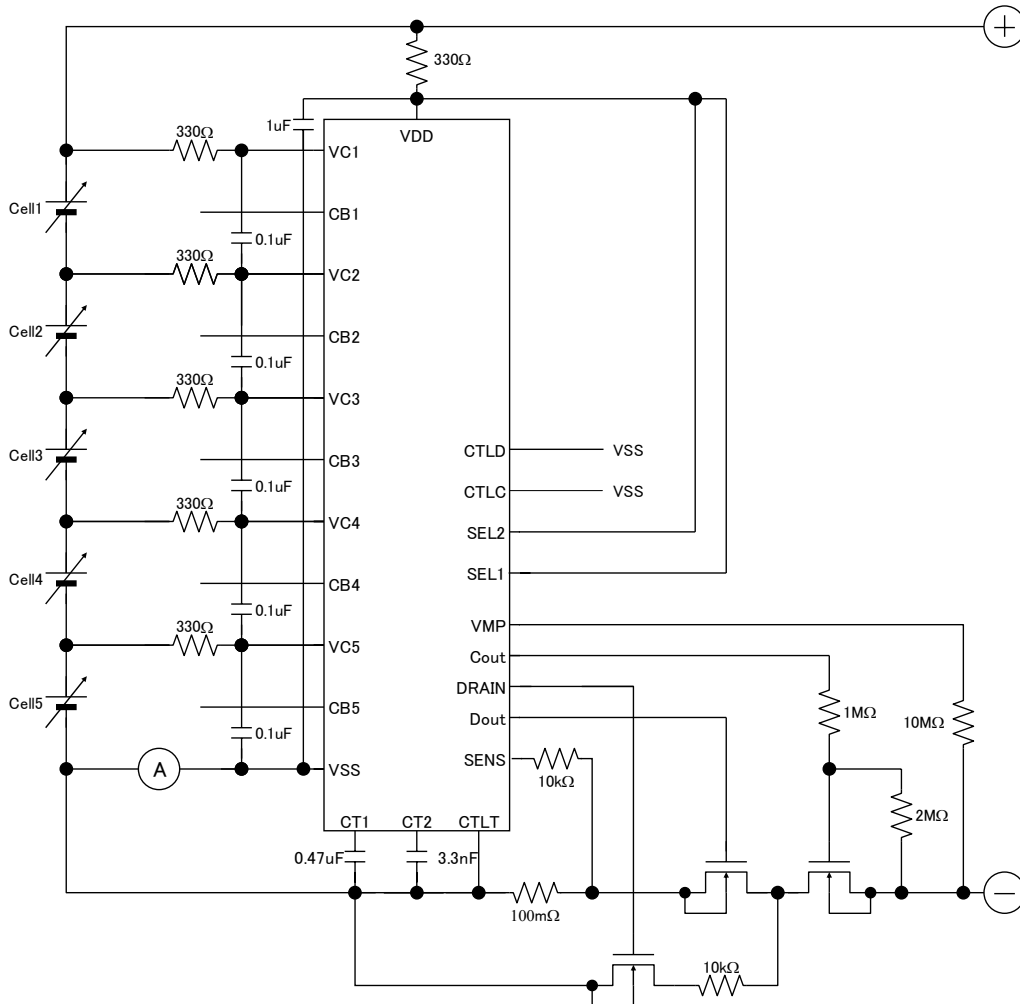 +
330Ω
1uF
VDD
330Ω
VC1
Cell1
CB1
0.1uF
330Ω
VC2
Cell2
CB2
0.1uF
330Ω
VC3
Cell3
CB3
CTLD
VSS
0.1uF
CTLC
VSS
330Ω
VC4
SEL2
Cell4
CB4
SEL1
0.1uF
330Ω
VC5
VMP
Cout
DRAIN
Cell5
CB5
Dout
1MΩ
10MΩ
0.1uF
A
VSS
SENS
10kΩ
2MΩ
CT1
CT2
CTLT
0.47uF
3.3nF
100mΩ
−
10kΩ